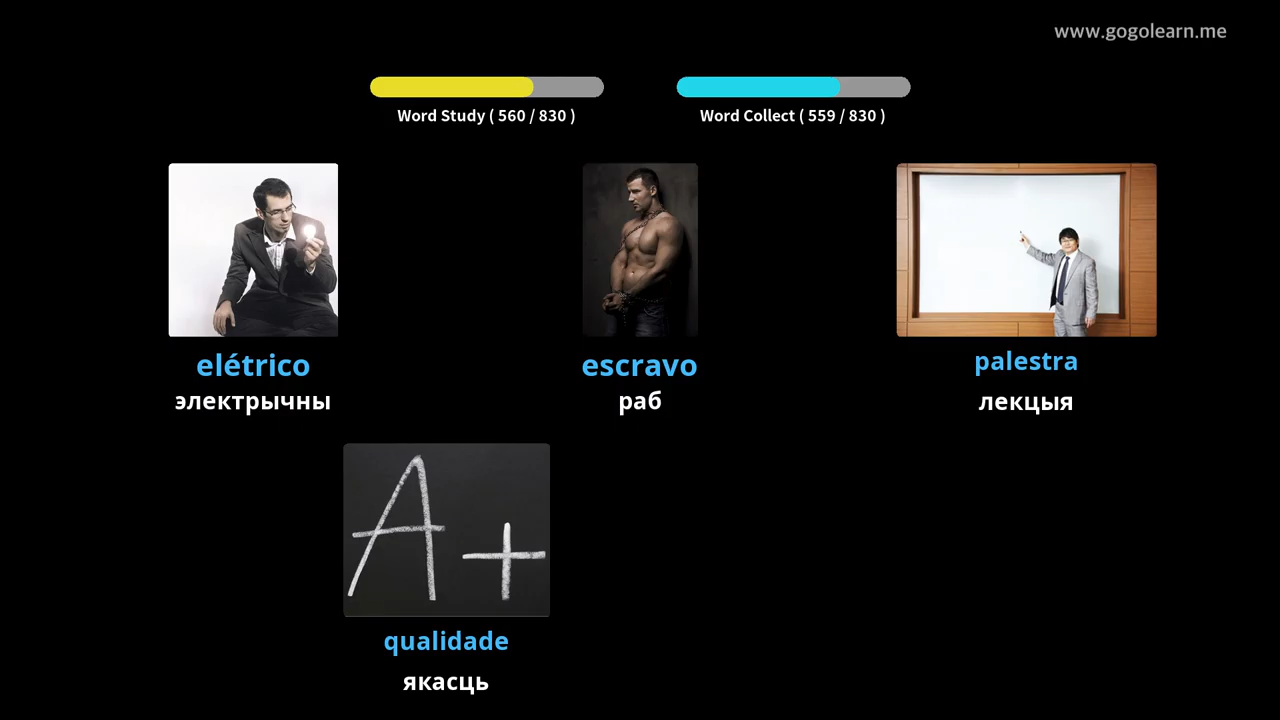 www.gogolearn.me
Word Study ( 560 / 830 )
Word Collect ( 559 / 830 )
elétrico
электрычны
escravo
раб
palestra
лекцыя
A+
qualidade
якасць